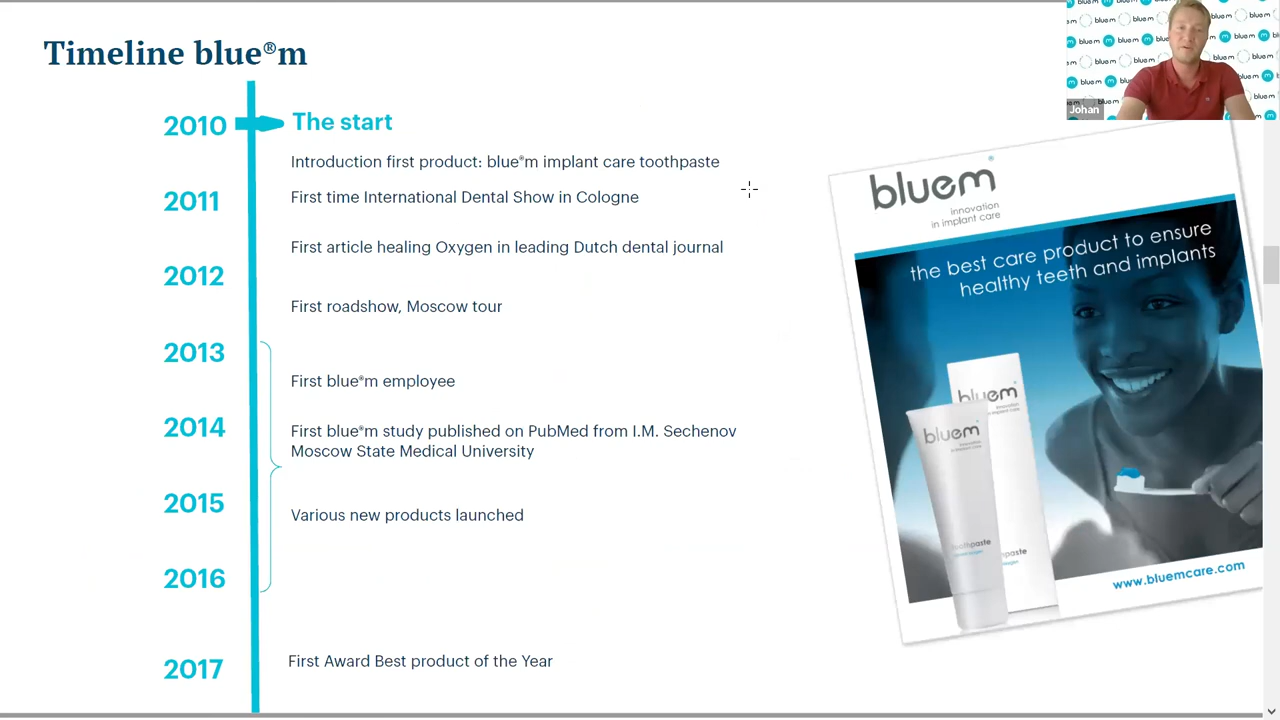 Timeline blue®m
2010
The start
Introduction first product: blue®m implant care toothpaste
2011
First time International Dental Show in Cologne
First article healing Oxygen in leading Dutch dental journal
2012
First roadshow, Moscow tour
2013
First blue®m employee
2014
First blue®m study published on PubMed from I.M. Sechenov
Moscow State Medical University
2015
Various new products launched
2016
2017
First Award Best product of the Year
Johan
bluem®
innovation
in implant care
the best care product to ensure
healthy teeth and implants
bluem
bluem
toothpaste
www.bluemcare.com